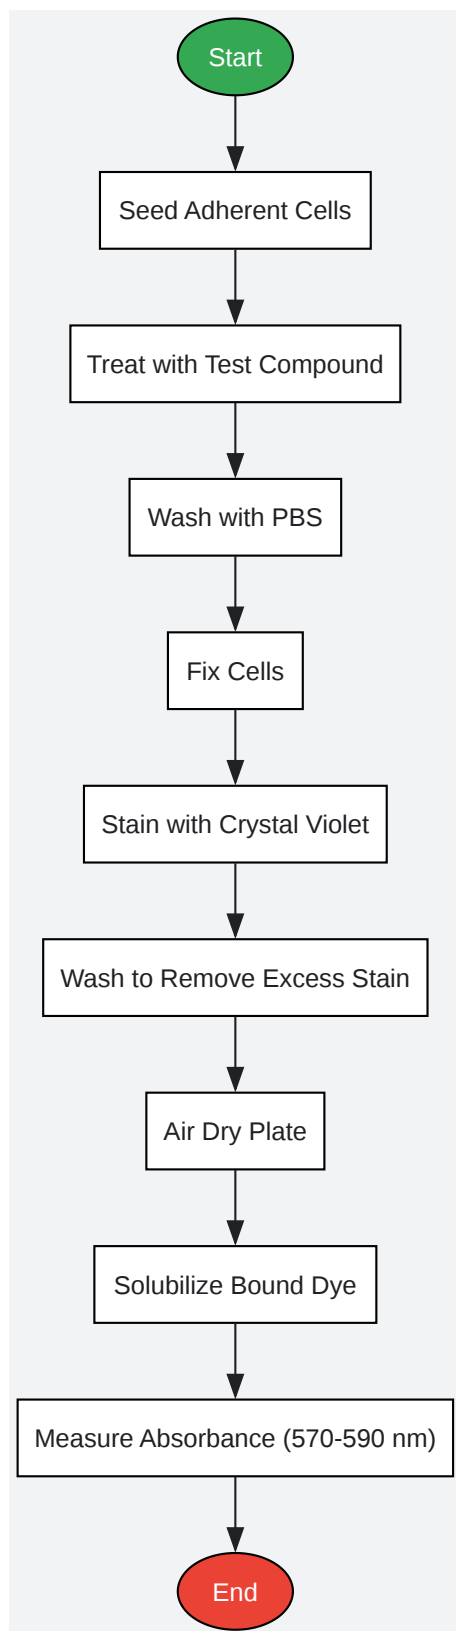 Start
Seed Adherent Cells
Treat with Test Compound
Wash with PBS
Fix Cells
Stain with Crystal Violet
Wash to Remove Excess Stain
Air Dry Plate
Solubilize Bound Dye
Measure Absorbance (570-590 nm)
End